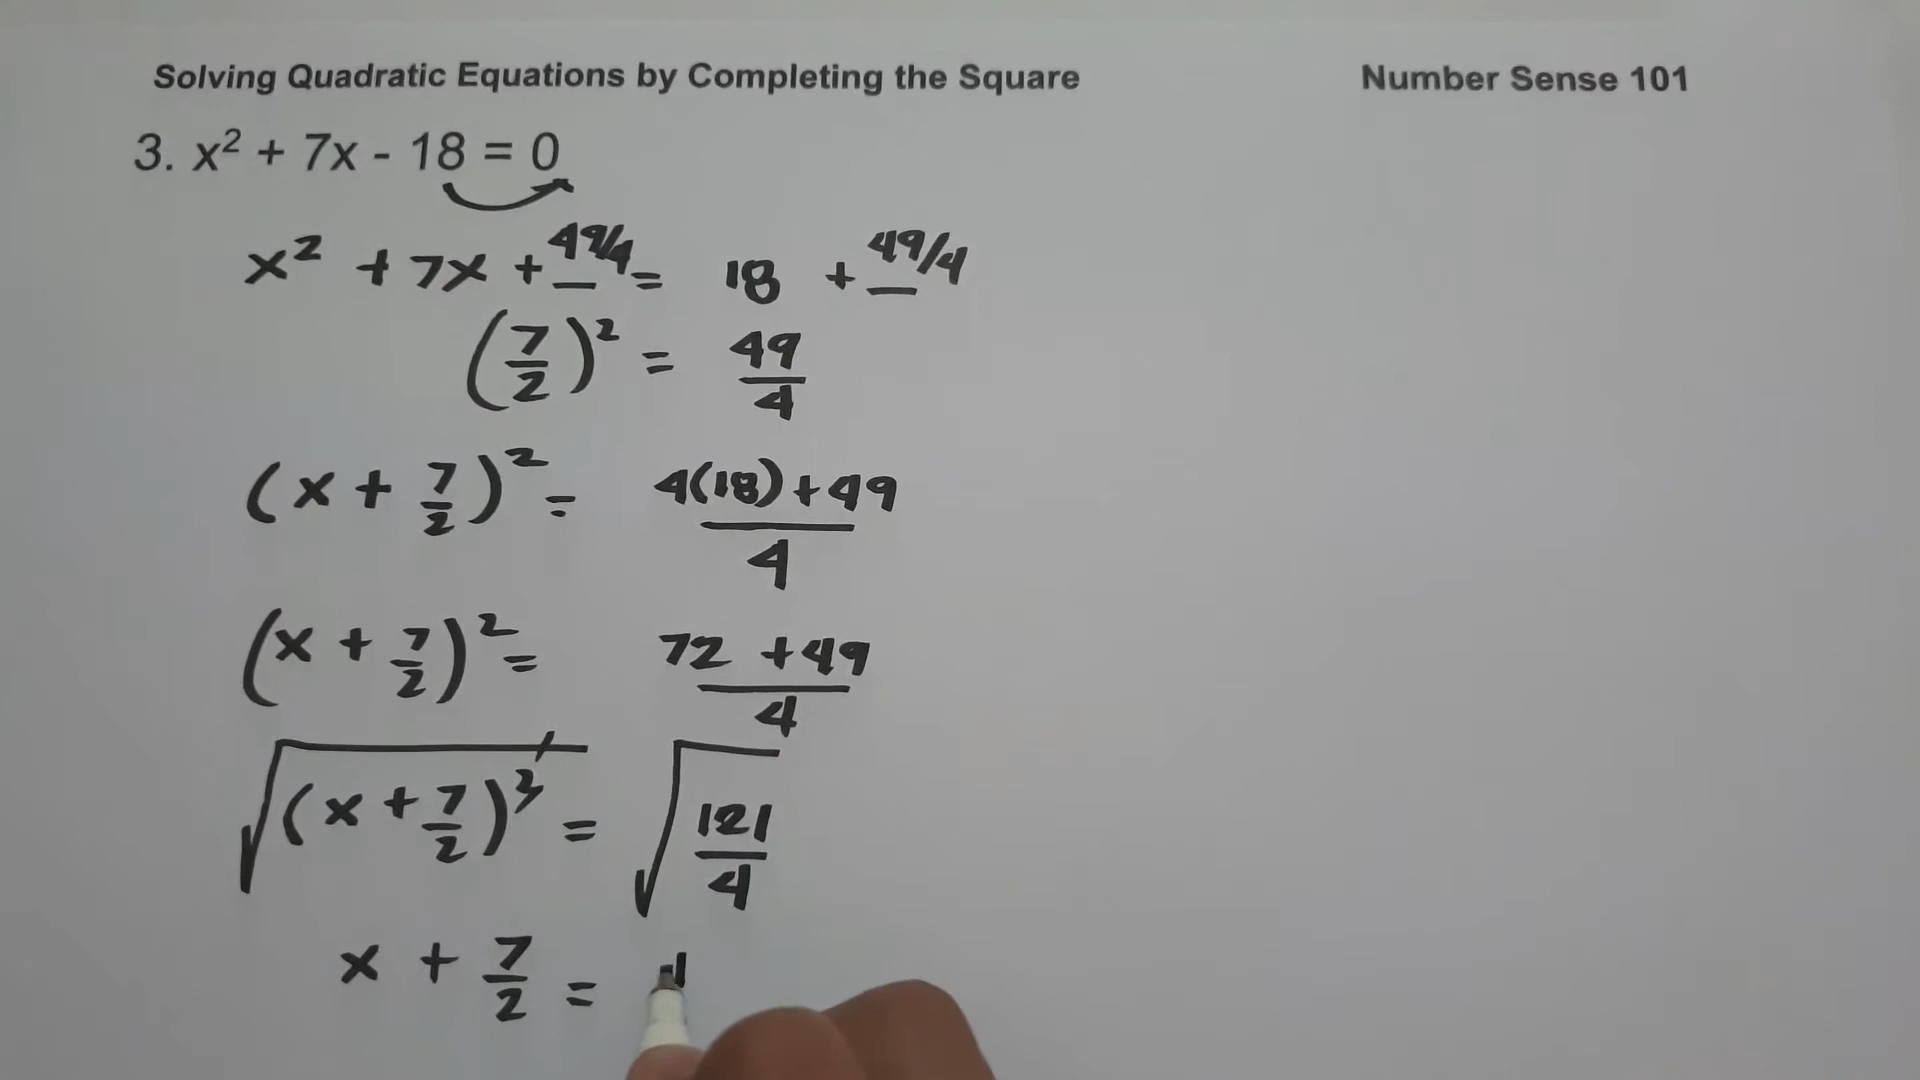 Solving Quadratic Equations by Completing the Square Number Sense 101
3. x² + 7x - 18 = 0
x² + 7x + 49/4 = 18 + 49/4
(7/2)² = 49/4
(x + 7/2)² = 4(18) + 49 / 4
(x + 7/2)² = 72 + 49 / 4
√(x + 7/2)² = √121/4
x + 7/2 =